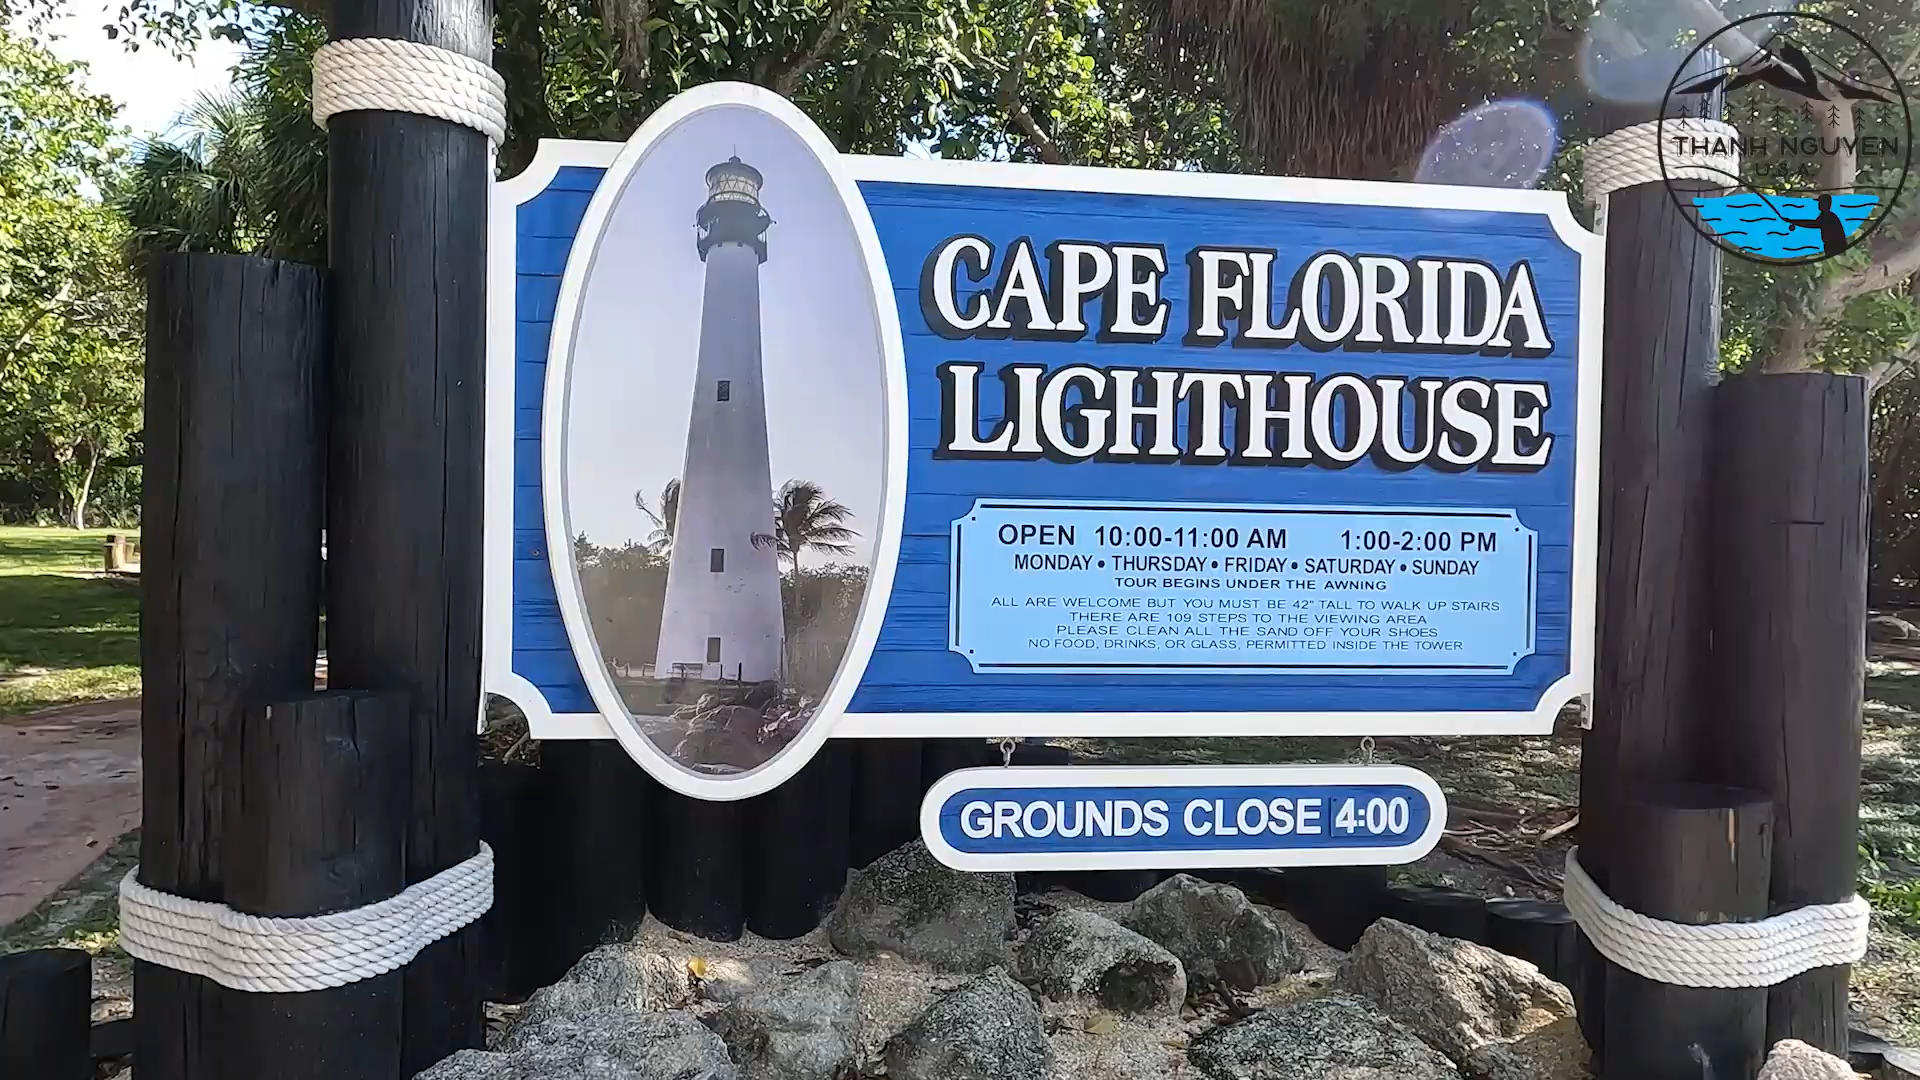 CAPE FLORIDA
LIGHTHOUSE
OPEN 10:00-11:00 AM 1:00-2:00 PM
MONDAY • THURSDAY • FRIDAY • SATURDAY • SUNDAY
TOUR BEGINS UNDER THE AWNING
ALL ARE WELCOME BUT YOU MUST BE 42" TALL TO WALK UP STAIRS
THERE ARE 109 STEPS TO THE VIEWING AREA
PLEASE CLEAN ALL THE SAND OFF YOUR SHOES
NO FOOD, DRINKS, OR GLASS, PERMITTED INSIDE THE TOWER
GROUNDS CLOSE 4:00
THANH NGUYEN
USA